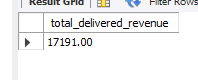 Result Grid Filter Rows
total_delivered_revenue
17191.00